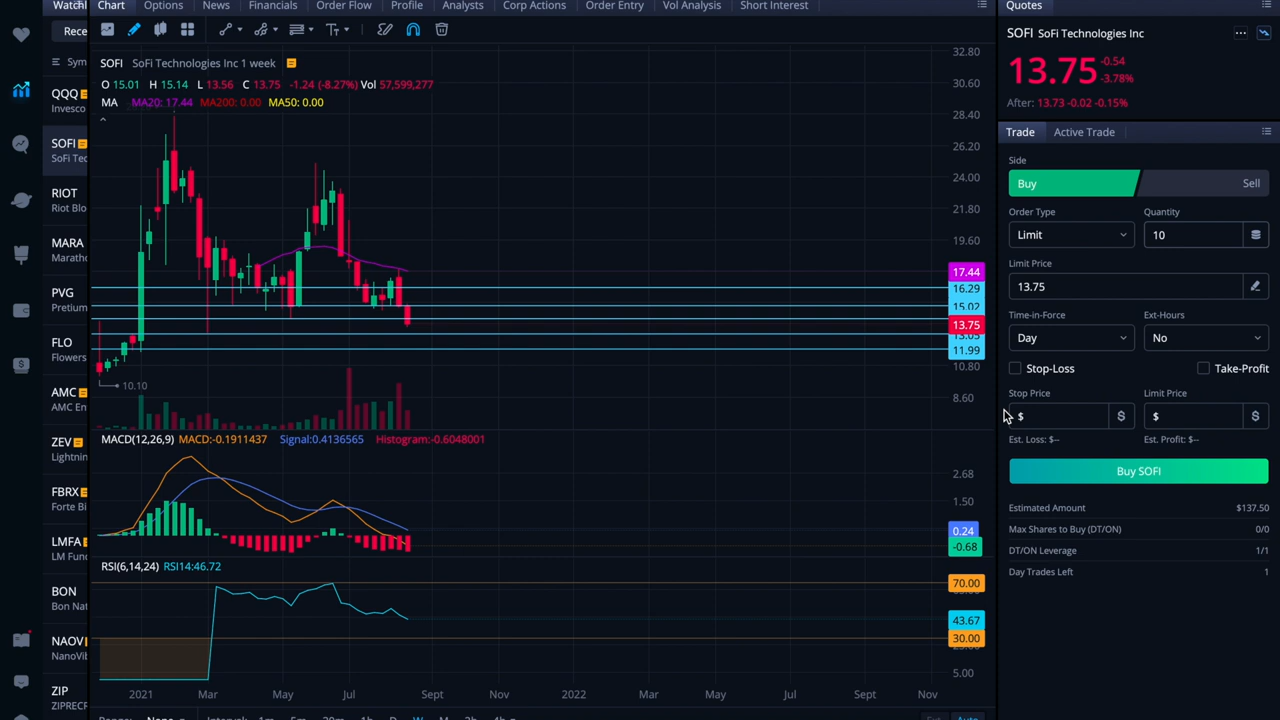 Watchl
Chart Options News Financials Order Flow Profile Analysts Corp Actions Order Entry Vol Analysis Short Interest
Quotes
Rece
Sym
QQQ
Invesco
SOFI
SoFi Tec
RIOT
Riot Blo
MARA
Maratho
PVG
Pretium
FLO
Flowers
AMC
AMC En
ZEV
Lightnin
FBRX
Forte Bi
LMFA
LM Fund
BON
Bon Nat
NAOV
NanoVib
ZIP
ZIPREC
SOFI SoFi Technologies Inc 1 week
O 15.01 H 15.14 L 13.56 C 13.75 -1.24 (-8.27%) Vol 57,599,277
MA MA20: 17.44 MA200: 0.00 MA50: 0.00
32.80
30.60
28.40
26.20
24.00
21.80
19.60
17.44
16.29
15.02
13.75
11.99
10.80
8.60
10.10
MACD(12,26,9) MACD:-0.1911437 Signal:0.4136565 Histogram:-0.6048001
2.68
1.50
0.24
-0.68
RSI(6,14,24) RSI14:46.72
70.00
43.67
30.00
5.00
2021 Mar May Jul Sept Nov 2022 Mar May Jul Sept Nov
SOFI SoFi Technologies Inc
13.75 -0.54
-3.78%
After: 13.73 -0.02 -0.15%
Trade Active Trade
Side
Buy Sell
Order Type Quantity
Limit 10
Limit Price
13.75
Time-in-Force Ext-Hours
Day No
Stop-Loss Take-Profit
Stop Price Limit Price
$ $ $ $
Est. Loss: $-- Est. Profit: $--
Buy SOFI
Estimated Amount $137.50
Max Shares to Buy (DT/ON) 0/0
DT/ON Leverage 1/1
Day Trades Left 1